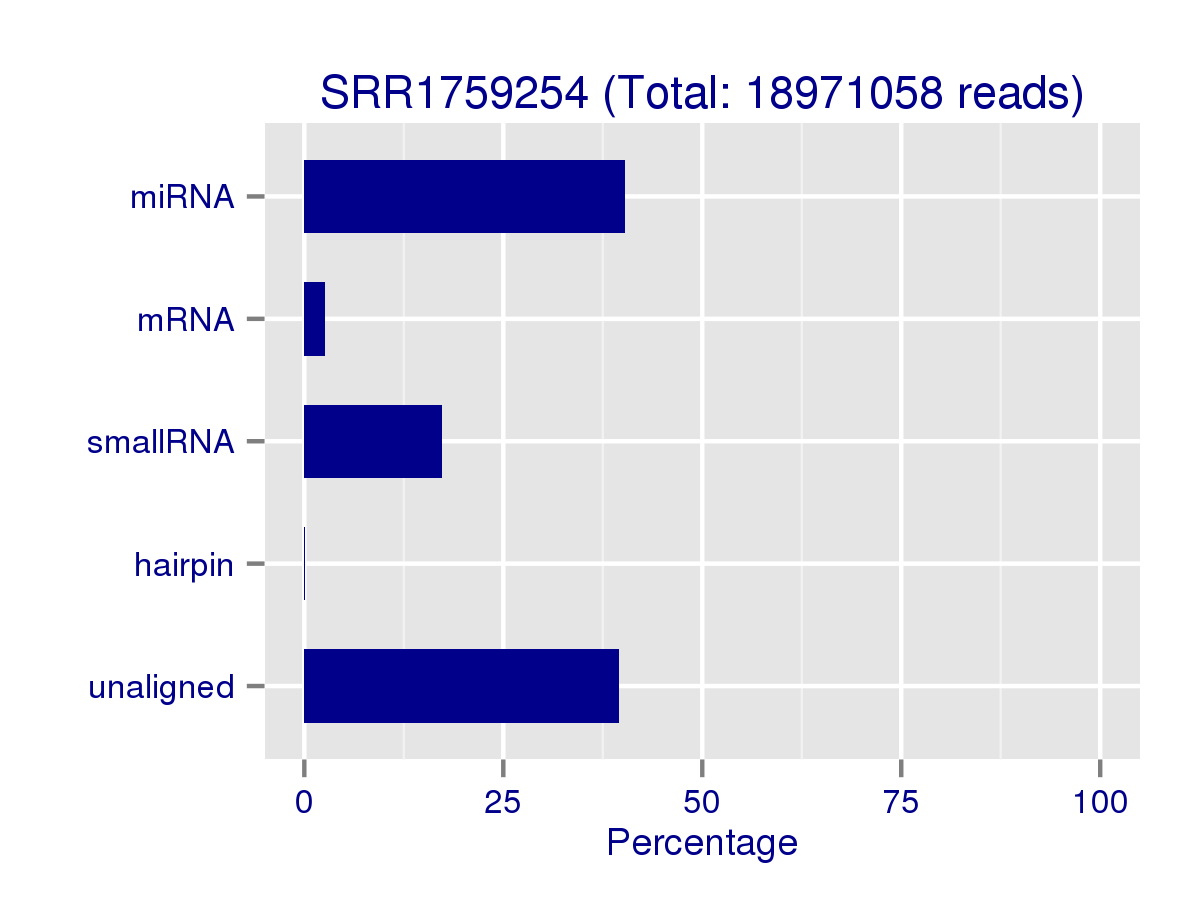 SRR1759254 (Total: 18971058 reads)
miRNA
mRNA
smallRNA
hairpin
unaligned
0 25 50 75 100
Percentage